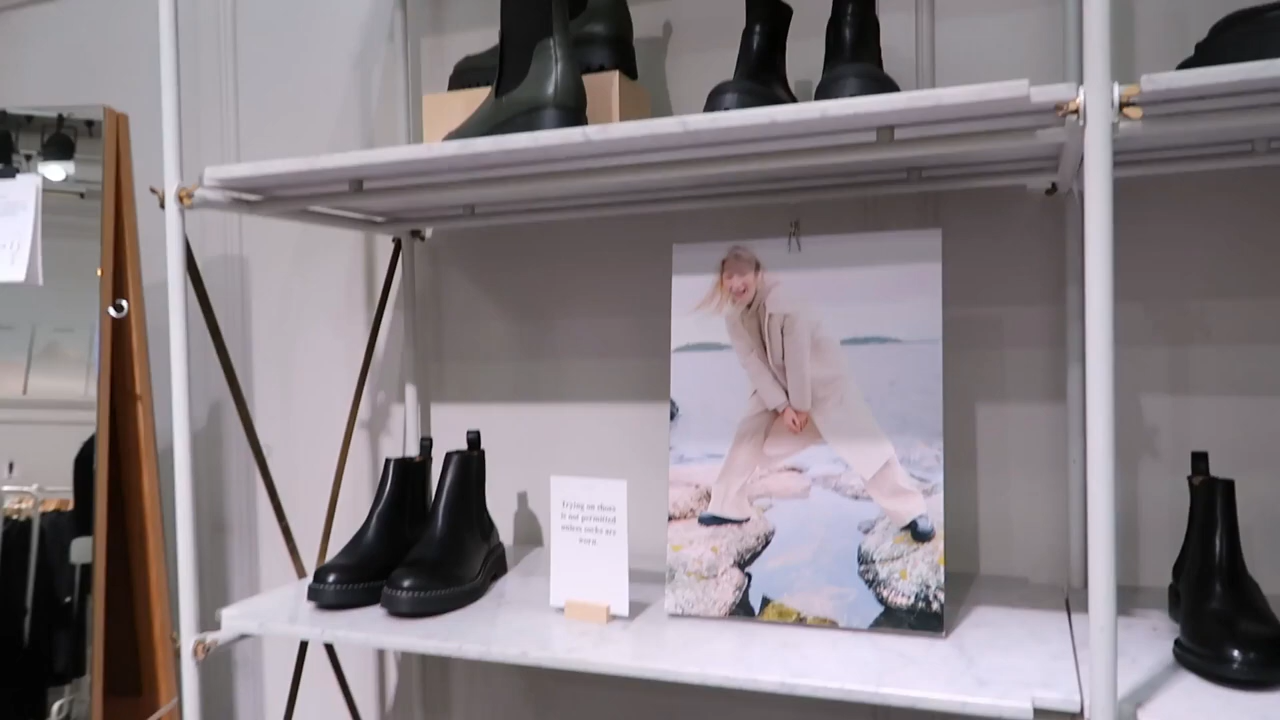 Trying on shoes
is not permitted
unless socks are
worn.